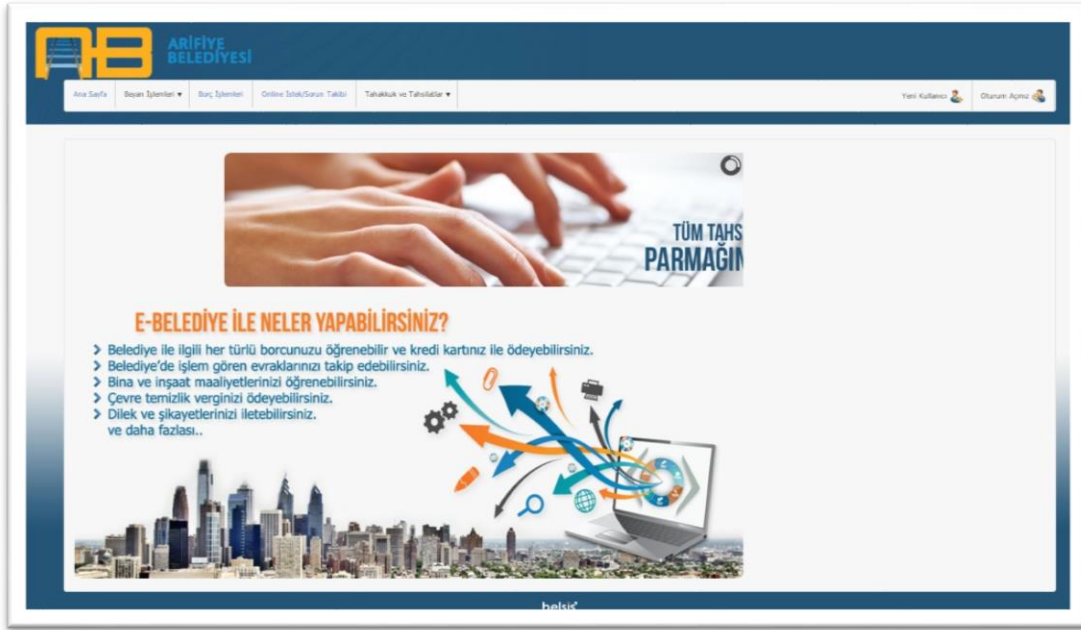 ARİFİYE
BELEDİYESİ
Ana Sayfa Beyan İşlemleri ▾ Borç İşlemleri Online İstek/Sorun Takibi Tahakkuk ve Tahsilatlar ▾ Yeni Kullanıcı Oturum Açınız
TÜM TAHS
PARMAĞIN
E-BELEDİYE İLE NELER YAPABİLİRSİNİZ?
Belediye ile ilgili her türlü borcunuzu öğrenebilir ve kredi kartınız ile ödeyebilirsiniz.
Belediye'de işlem gören evraklarınızı takip edebilirsiniz.
Bina ve inşaat maaliyetlerinizi öğrenebilirsiniz.
Çevre temizlik verginizi ödeyebilirsiniz.
Dilek ve şikayetlerinizi iletebilirsiniz.
ve daha fazlası..
belsis